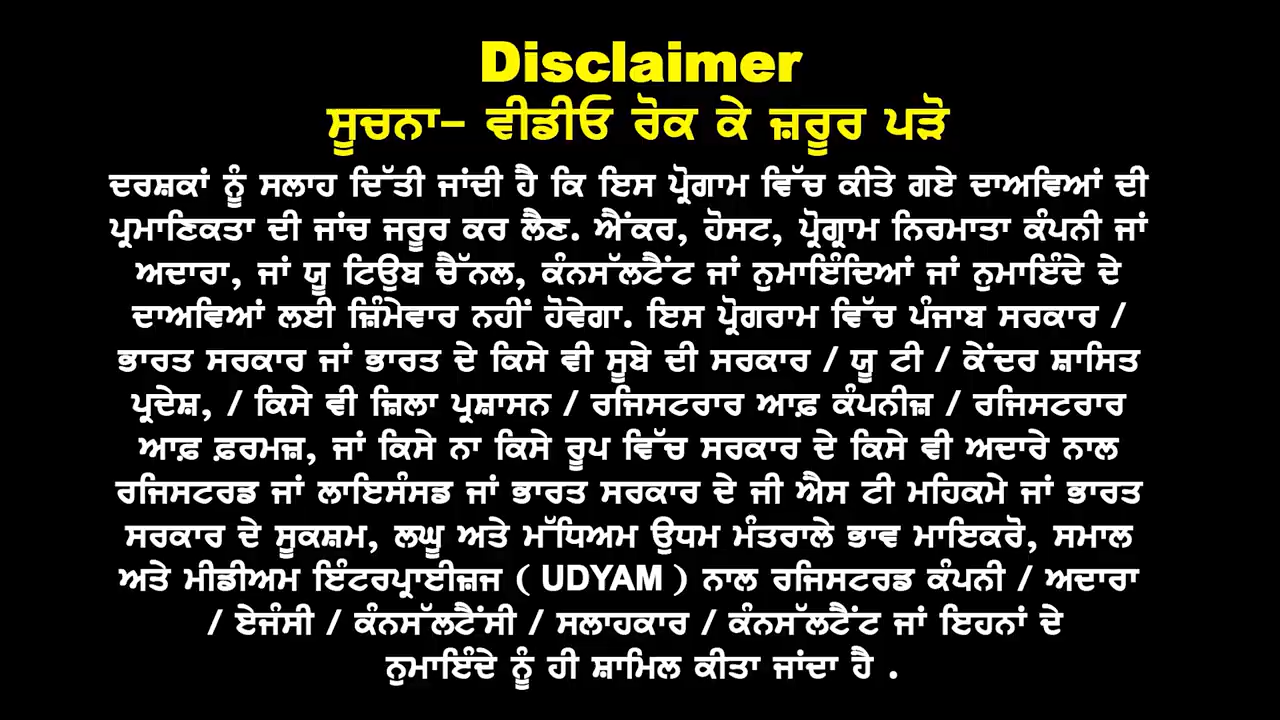 Disclaimer
ਸੂਚਨਾ- ਵੀਡੀਓ ਰੋਕ ਕੇ ਜ਼ਰੂਰ ਪੜੋ
ਦਰਸ਼ਕਾਂ ਨੂੰ ਸਲਾਹ ਦਿੱਤੀ ਜਾਂਦੀ ਹੈ ਕਿ ਇਸ ਪ੍ਰੋਗਾਮ ਵਿੱਚ ਕੀਤੇ ਗਏ ਦਾਅਵਿਆਂ ਦੀ
ਪ੍ਰਮਾਣਿਕਤਾ ਦੀ ਜਾਂਚ ਜਰੂਰ ਕਰ ਲੈਣ. ਐਂਕਰ, ਹੋਸਟ, ਪ੍ਰੋਗ੍ਰਾਮ ਨਿਰਮਾਤਾ ਕੰਪਨੀ ਜਾਂ
ਅਦਾਰਾ, ਜਾਂ ਯੂ ਟਿਉਬ ਚੈੱਨਲ, ਕੰਨਸੱਲਟੈਂਟ ਜਾਂ ਨੁਮਾਇੰਦਿਆਂ ਜਾਂ ਨੁਮਾਇੰਦੇ ਦੇ
ਦਾਅਵਿਆਂ ਲਈ ਜ਼ਿੰਮੇਵਾਰ ਨਹੀਂ ਹੋਵੇਗਾ. ਇਸ ਪ੍ਰੋਗਰਾਮ ਵਿੱਚ ਪੰਜਾਬ ਸਰਕਾਰ /
ਭਾਰਤ ਸਰਕਾਰ ਜਾਂ ਭਾਰਤ ਦੇ ਕਿਸੇ ਵੀ ਸੂਬੇ ਦੀ ਸਰਕਾਰ / ਯੂ ਟੀ / ਕੇਂਦਰ ਸ਼ਾਸਿਤ
ਪ੍ਰਦੇਸ਼, / ਕਿਸੇ ਵੀ ਜ਼ਿਲਾ ਪ੍ਰਸ਼ਾਸਨ / ਰਜਿਸਟਰਾਰ ਆਫ਼ ਕੰਪਨੀਜ਼ / ਰਜਿਸਟਰਾਰ
ਆਫ਼ ਫ਼ਰਮਜ਼, ਜਾਂ ਕਿਸੇ ਨਾ ਕਿਸੇ ਰੂਪ ਵਿੱਚ ਸਰਕਾਰ ਦੇ ਕਿਸੇ ਵੀ ਅਦਾਰੇ ਨਾਲ
ਰਜਿਸਟਰਡ ਜਾਂ ਲਾਇਸੰਸਡ ਜਾਂ ਭਾਰਤ ਸਰਕਾਰ ਦੇ ਜੀ ਐਸ ਟੀ ਮਹਿਕਮੇ ਜਾਂ ਭਾਰਤ
ਸਰਕਾਰ ਦੇ ਸੂਕਸ਼ਮ, ਲਘੂ ਅਤੇ ਮੱਧਿਅਮ ਉਧਮ ਮੰਤਰਾਲੇ ਭਾਵ ਮਾਇਕਰੋ, ਸਮਾਲ
ਅਤੇ ਮੀਡੀਅਮ ਇੰਟਰਪ੍ਰਾਈਜ਼ਜ ( UDYAM ) ਨਾਲ ਰਜਿਸਟਰਡ ਕੰਪਨੀ / ਅਦਾਰਾ
/ ਏਜੰਸੀ / ਕੰਨਸੱਲਟੈਂਸੀ / ਸਲਾਹਕਾਰ / ਕੰਨਸੱਲਟੈਂਟ ਜਾਂ ਇਹਨਾਂ ਦੇ
ਨੁਮਾਇੰਦੇ ਨੂੰ ਹੀ ਸ਼ਾਮਿਲ ਕੀਤਾ ਜਾਂਦਾ ਹੈ .